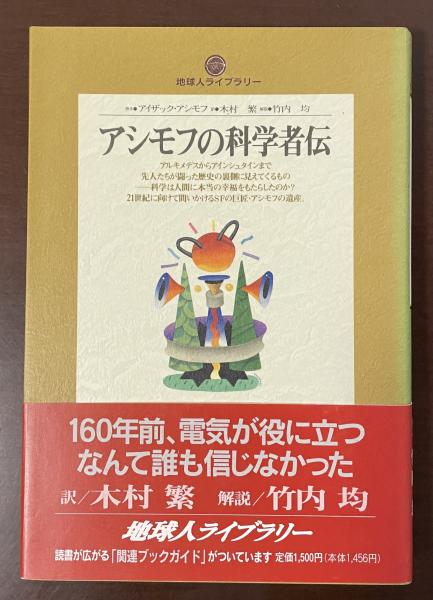 地球人ライブラリー
原作●アイザック・アシモフ 訳●木村 繁 解説●竹内 均
アシモフの科学者伝
アルキメデスからアインシュタインまで
先人たちが闘った歴史の裏側に見えてくるもの
——科学は人間に本当の幸福をもたらしたのか?
21世紀に向けて問いかけるSFの巨匠・アシモフの遺産。
160年前、電気が役に立つ
なんて誰も信じなかった
訳/木村 繁 解説/竹内 均
地球人ライブラリー
読書が広がる「関連ブックガイド」がついています 定価1,500円(本体1,456円)